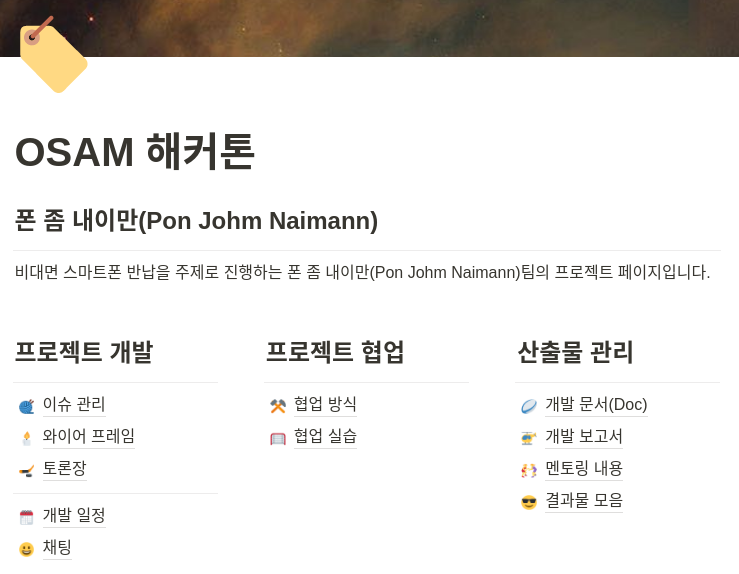 OSAM 해커톤
폰 좀 내이만(Pon Johm Naimann)
비대면 스마트폰 반납을 주제로 진행하는 폰 좀 내이만(Pon Johm Naimann)팀의 프로젝트 페이지입니다.
프로젝트 개발
이슈 관리
와이어 프레임
토론장
개발 일정
채팅
프로젝트 협업
협업 방식
협업 실습
산출물 관리
개발 문서(Doc)
개발 보고서
멘토링 내용
결과물 모음